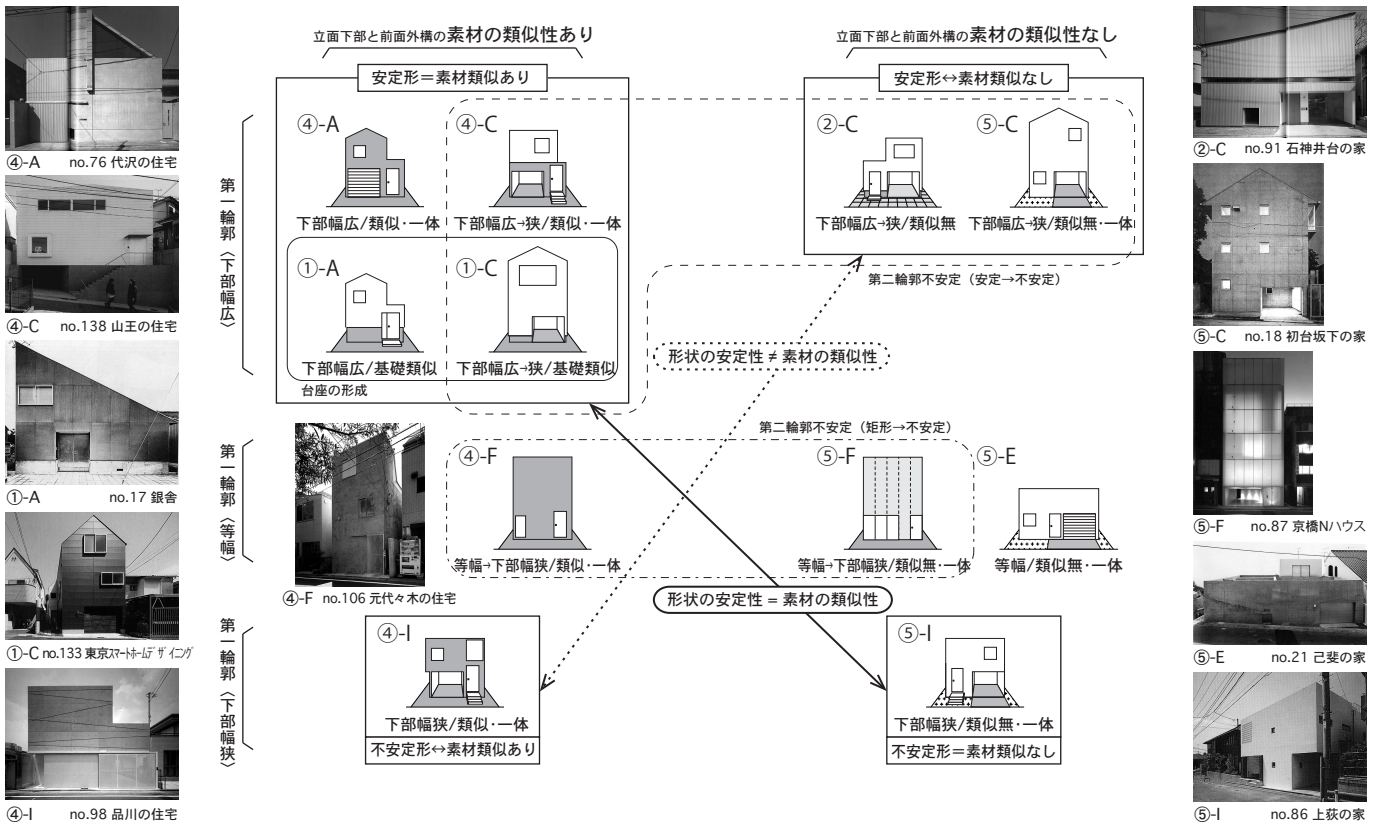 ④-A no.76 代沢の住宅
④-C no.138 山王の住宅
①-A no.17 銀舎
①-C no.133 東京スマートホームデザイニング
④-I no.98 品川の住宅
立面下部と前面外構の素材の類似性あり
安定形＝素材類似あり
第一輪郭〈下部幅広〉
④-A
下部幅広/類似・一体
④-C
下部幅広→狭/類似・一体
①-A
下部幅広/基礎類似
①-C
下部幅広→狭/基礎類似
台座の形成
立面下部と前面外構の素材の類似性なし
安定形↔素材類似なし
②-C
下部幅広→狭/類似無
⑤-C
下部幅広→狭/類似無・一体
第二輪郭不安定（安定→不安定）
形状の安定性 ≠ 素材の類似性
第一輪郭〈等幅〉
④-F no.106 元代々木の住宅
第二輪郭不安定（矩形→不安定）
④-F
等幅→下部幅狭/類似・一体
⑤-F
等幅→下部幅狭/類似無・一体
⑤-E
等幅/類似無・一体
形状の安定性 = 素材の類似性
第一輪郭〈下部幅狭〉
④-I
下部幅狭/類似・一体
不安定形↔素材類似あり
⑤-I
下部幅狭/類似無・一体
不安定形＝素材類似なし
②-C no.91 石神井台の家
⑤-C no.18 初台坂下の家
⑤-F no.87 京橋Nハウス
⑤-E no.21 己斐の家
⑤-I no.86 上荻の家